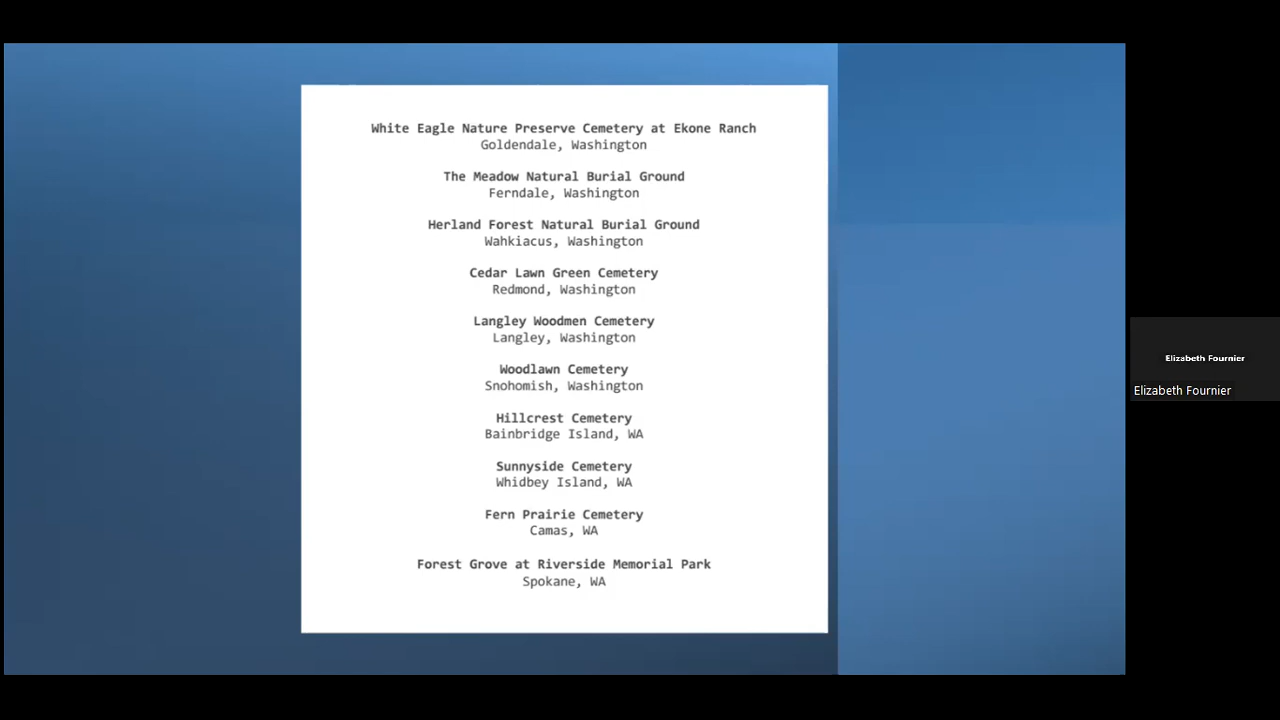 White Eagle Nature Preserve Cemetery at Ekone Ranch
Goldendale, Washington
The Meadow Natural Burial Ground
Ferndale, Washington
Herland Forest Natural Burial Ground
Wahkiacus, Washington
Cedar Lawn Green Cemetery
Redmond, Washington
Langley Woodmen Cemetery
Langley, Washington
Woodlawn Cemetery
Snohomish, Washington
Hillcrest Cemetery
Bainbridge Island, WA
Sunnyside Cemetery
Whidbey Island, WA
Fern Prairie Cemetery
Camas, WA
Forest Grove at Riverside Memorial Park
Spokane, WA
Elizabeth Fournier
Elizabeth Fournier